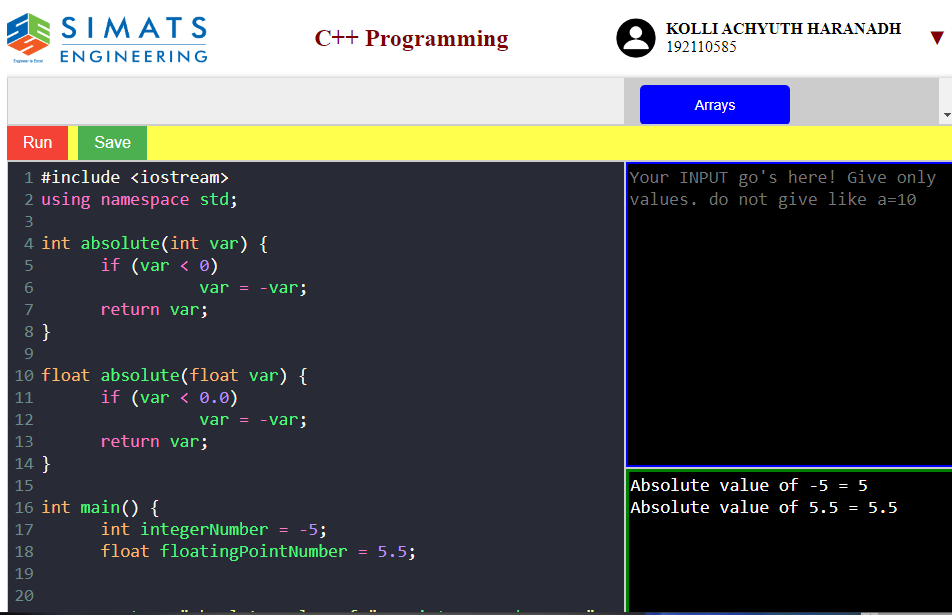 SIMATS
ENGINEERING
Engineer to Excel
C++ Programming
KOLLI ACHYUTH HARANADH
192110585
Arrays
Run
Save
1 #include <iostream>
2 using namespace std;
3
4 int absolute(int var) {
5 if (var < 0)
6 var = -var;
7 return var;
8 }
9
10 float absolute(float var) {
11 if (var < 0.0)
12 var = -var;
13 return var;
14 }
15
16 int main() {
17 int integerNumber = -5;
18 float floatingPointNumber = 5.5;
19
20
Your INPUT go's here! Give only
values. do not give like a=10
Absolute value of -5 = 5
Absolute value of 5.5 = 5.5